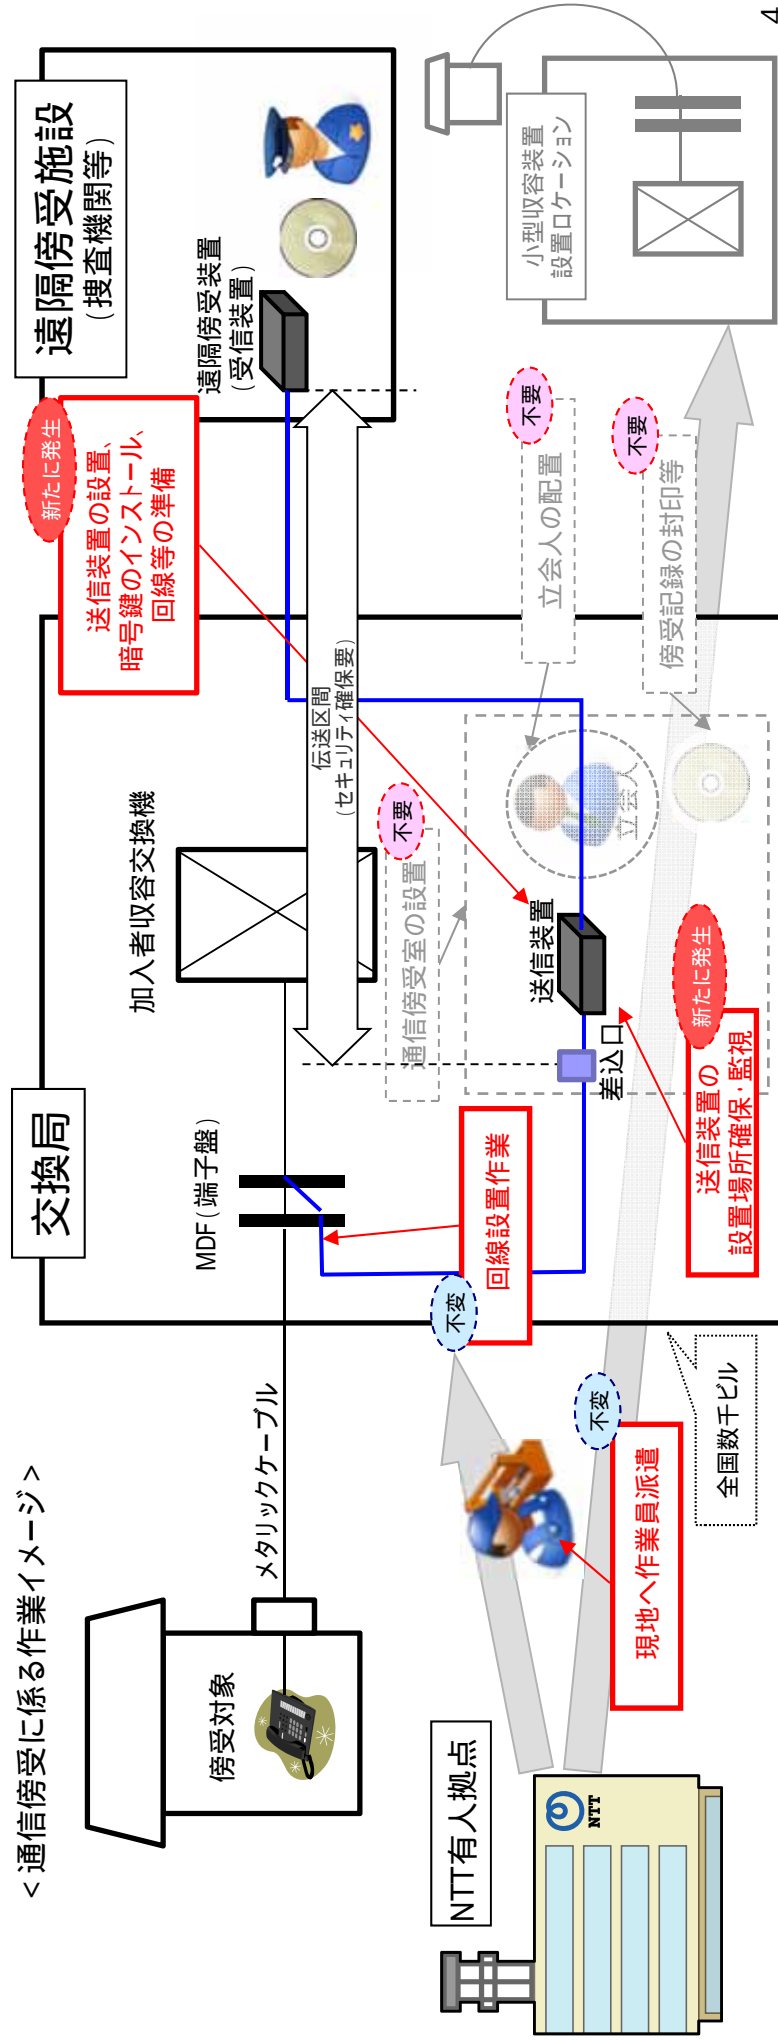 <通信傍受に係る作業イメージ>
傍受対象
メタリックケーブル
交換局
MDF(端子盤)
加入者収容交換機
新たに発生
送信装置の設置、
暗号鍵のインストール、
回線等の準備
遠隔傍受施設
(捜査機関等)
遠隔傍受装置
(受信装置)
伝送区間
(セキュリティ確保要)
NTT有人拠点
NTT
不変
回線設置作業
差込口
送信装置
通信傍受室の設置
不要
立会人
立会人の配置
不要
傍受記録の封印等
不要
現地へ作業員派遣
不変
全国数千ビル
送信装置の
設置場所確保・監視
新たに発生
小型収容装置
設置ロケーション
4